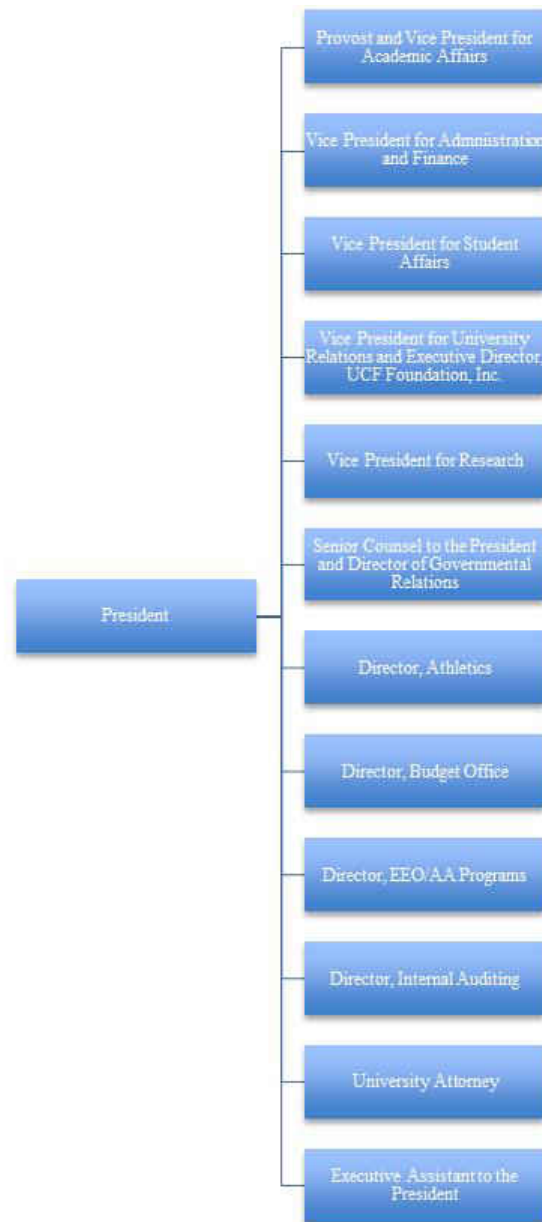 Provost and Vice President for
Academic Affairs
Vice President for Admniistration
and Finance
Vice President for Student
Affairs
Vice President for University
Relations and Executive Director,
UCF Foundation, Inc.
Vice President for Research
Senior Counsel to the President
and Director of Governmental
Relations
President
Director, Athletics
Director, Budget Office
Director, EEO/AA Programs
Director, Internal Auditing
University Attorney
Executive Assistant to the
President